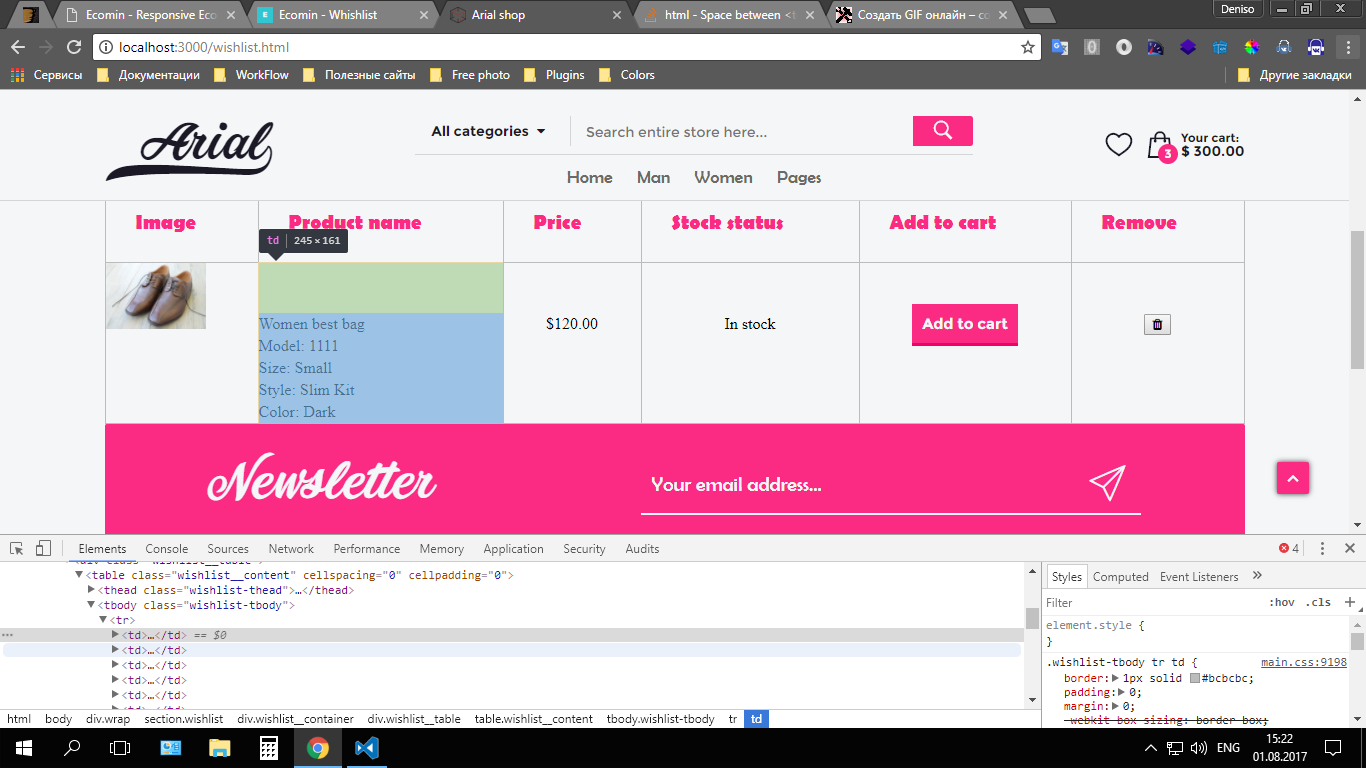 Deniso
Ecomin - Responsive Eco
Ecomin - Whishlist
Arial shop
html - Space between <t
Создать GIF онлайн – со
localhost:3000/wishlist.html
Сервисы
Документации
WorkFlow
Полезные сайты
Free photo
Plugins
Colors
Другие закладки
Arial
All categories
Search entire store here...
3
Your cart:
$ 300.00
Home
Man
Women
Pages
Image
Product name
Price
Stock status
Add to cart
Remove
td 245 × 161
Women best bag
Model: 1111
Size: Small
Style: Slim Kit
Color: Dark
$120.00
In stock
Add to cart
Newsletter
Your email address...
Elements
Console
Sources
Network
Performance
Memory
Application
Security
Audits
4
<table class="wishlist__content" cellspacing="0" cellpadding="0">
<thead class="wishlist-thead">…</thead>
<tbody class="wishlist-tbody">
<tr>
<td>…</td> == $0
<td>…</td>
<td>…</td>
<td>…</td>
<td>…</td>
html body div.wrap section.wishlist div.wishlist__container div.wishlist__table table.wishlist__content tbody.wishlist-tbody tr td
Styles
Computed
Event Listeners
Filter
:hov .cls
element.style {
}
.wishlist-tbody tr td {
main.css:9198
border: 1px solid #bcbcbc;
padding: 0;
margin: 0;
-webkit-box-sizing: border-box;
ENG
15:22
01.08.2017